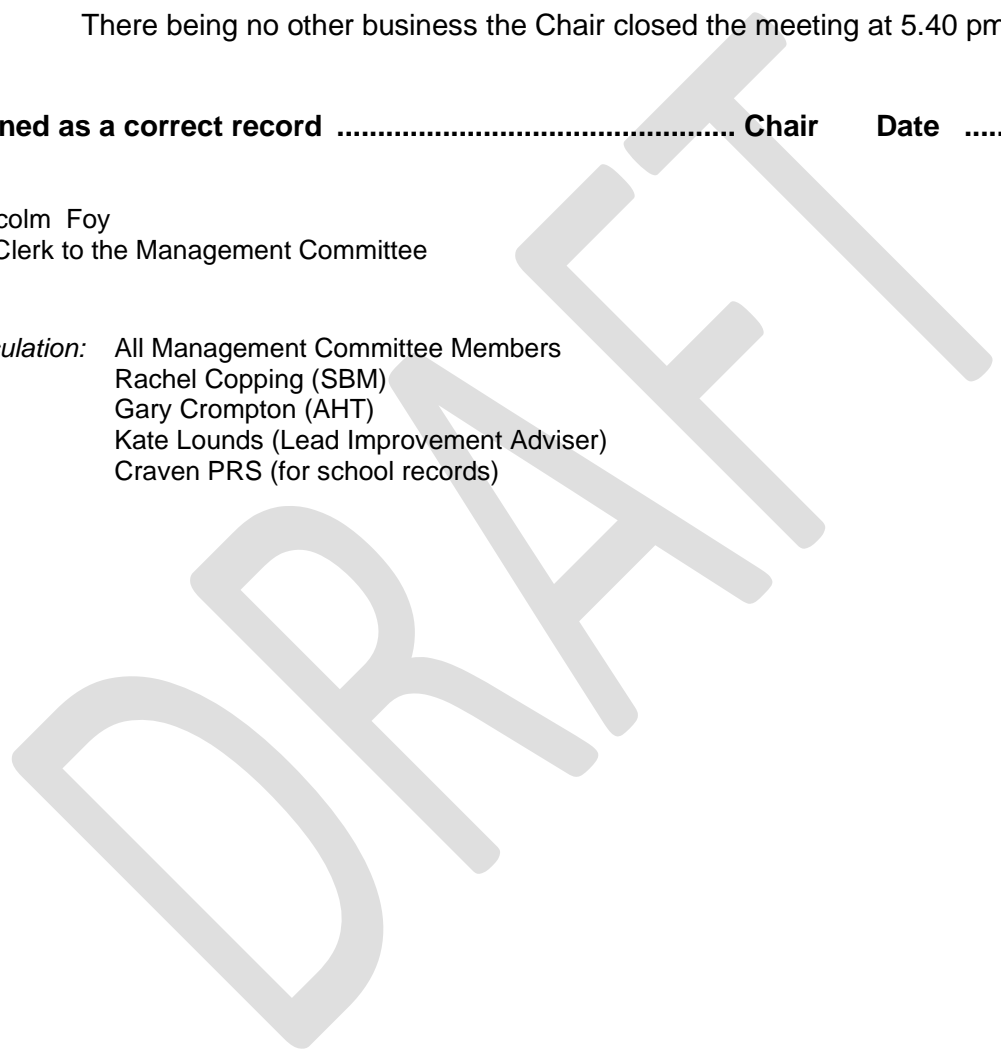 There being no other business the Chair closed the meeting at 5.40 pm
ned as a correct record ................................................ Chair Date .....
colm Foy
Clerk to the Management Committee
ulation: All Management Committee Members
Rachel Copping (SBM)
Gary Crompton (AHT)
Kate Lounds (Lead Improvement Adviser)
Craven PRS (for school records)
DRAFT